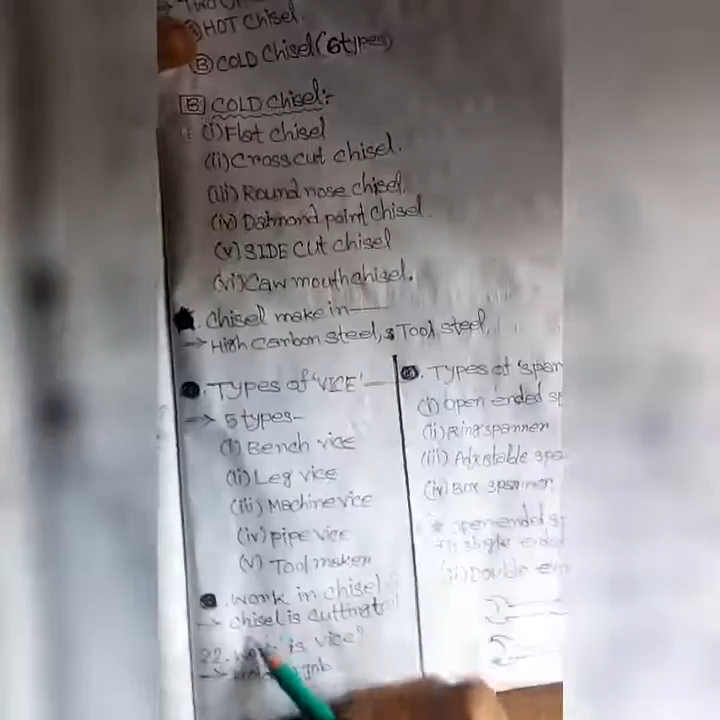 (A) HOT chisel.
(B) COLD chisel (6 types)
[B] COLD chisel:-
(i) Flat chisel
(ii) Cross cut chisel.
(iii) Round nose chisel.
(iv) Daimond point chisel.
(v) SIDE CUT chisel
(vi) Caw mouth chisel.
Chisel make in—
→ High carbon steel, & Tool steel,
Types of 'VICE'—
→ 5 types-
(i) Bench vice
(ii) Leg vice
(iii) Machine vice
(iv) pipe vice
(v) Tool maker
work in chisel
→ chisel is
22. is vice?
Types of
(i) open ended
(ii) Ring spanner
(iii) Adjustable
(iv) Box spanner
* open ended
single
(ii) Double